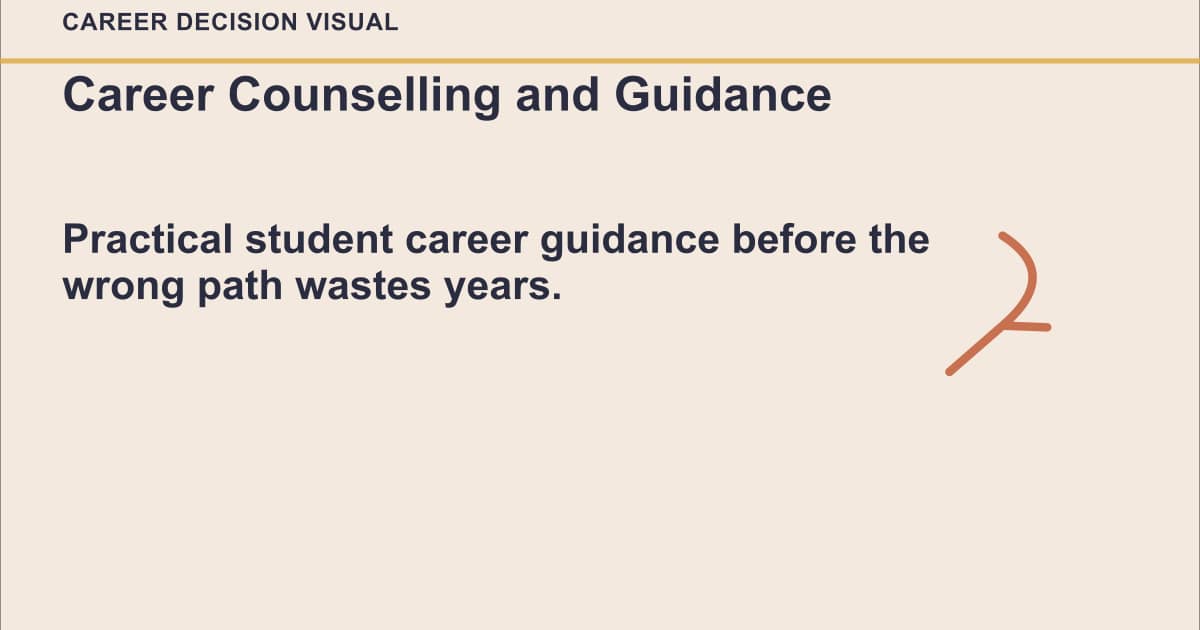 CAREER DECISION VISUAL
Career Counselling and Guidance
Practical student career guidance before the
wrong path wastes years.